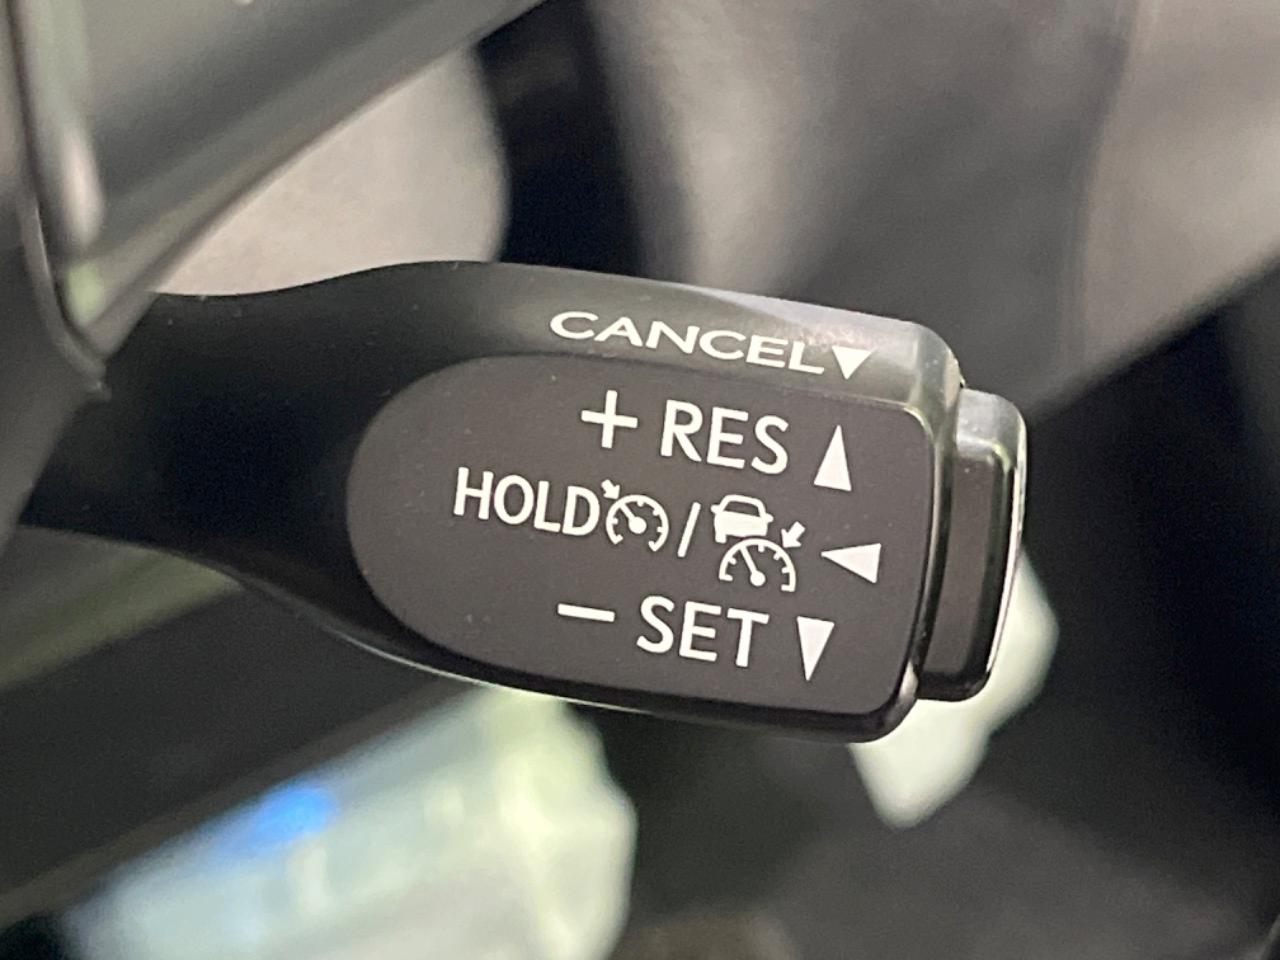 CANCEL▼
+ RES ▲
HOLD / ◀
− SET ▼